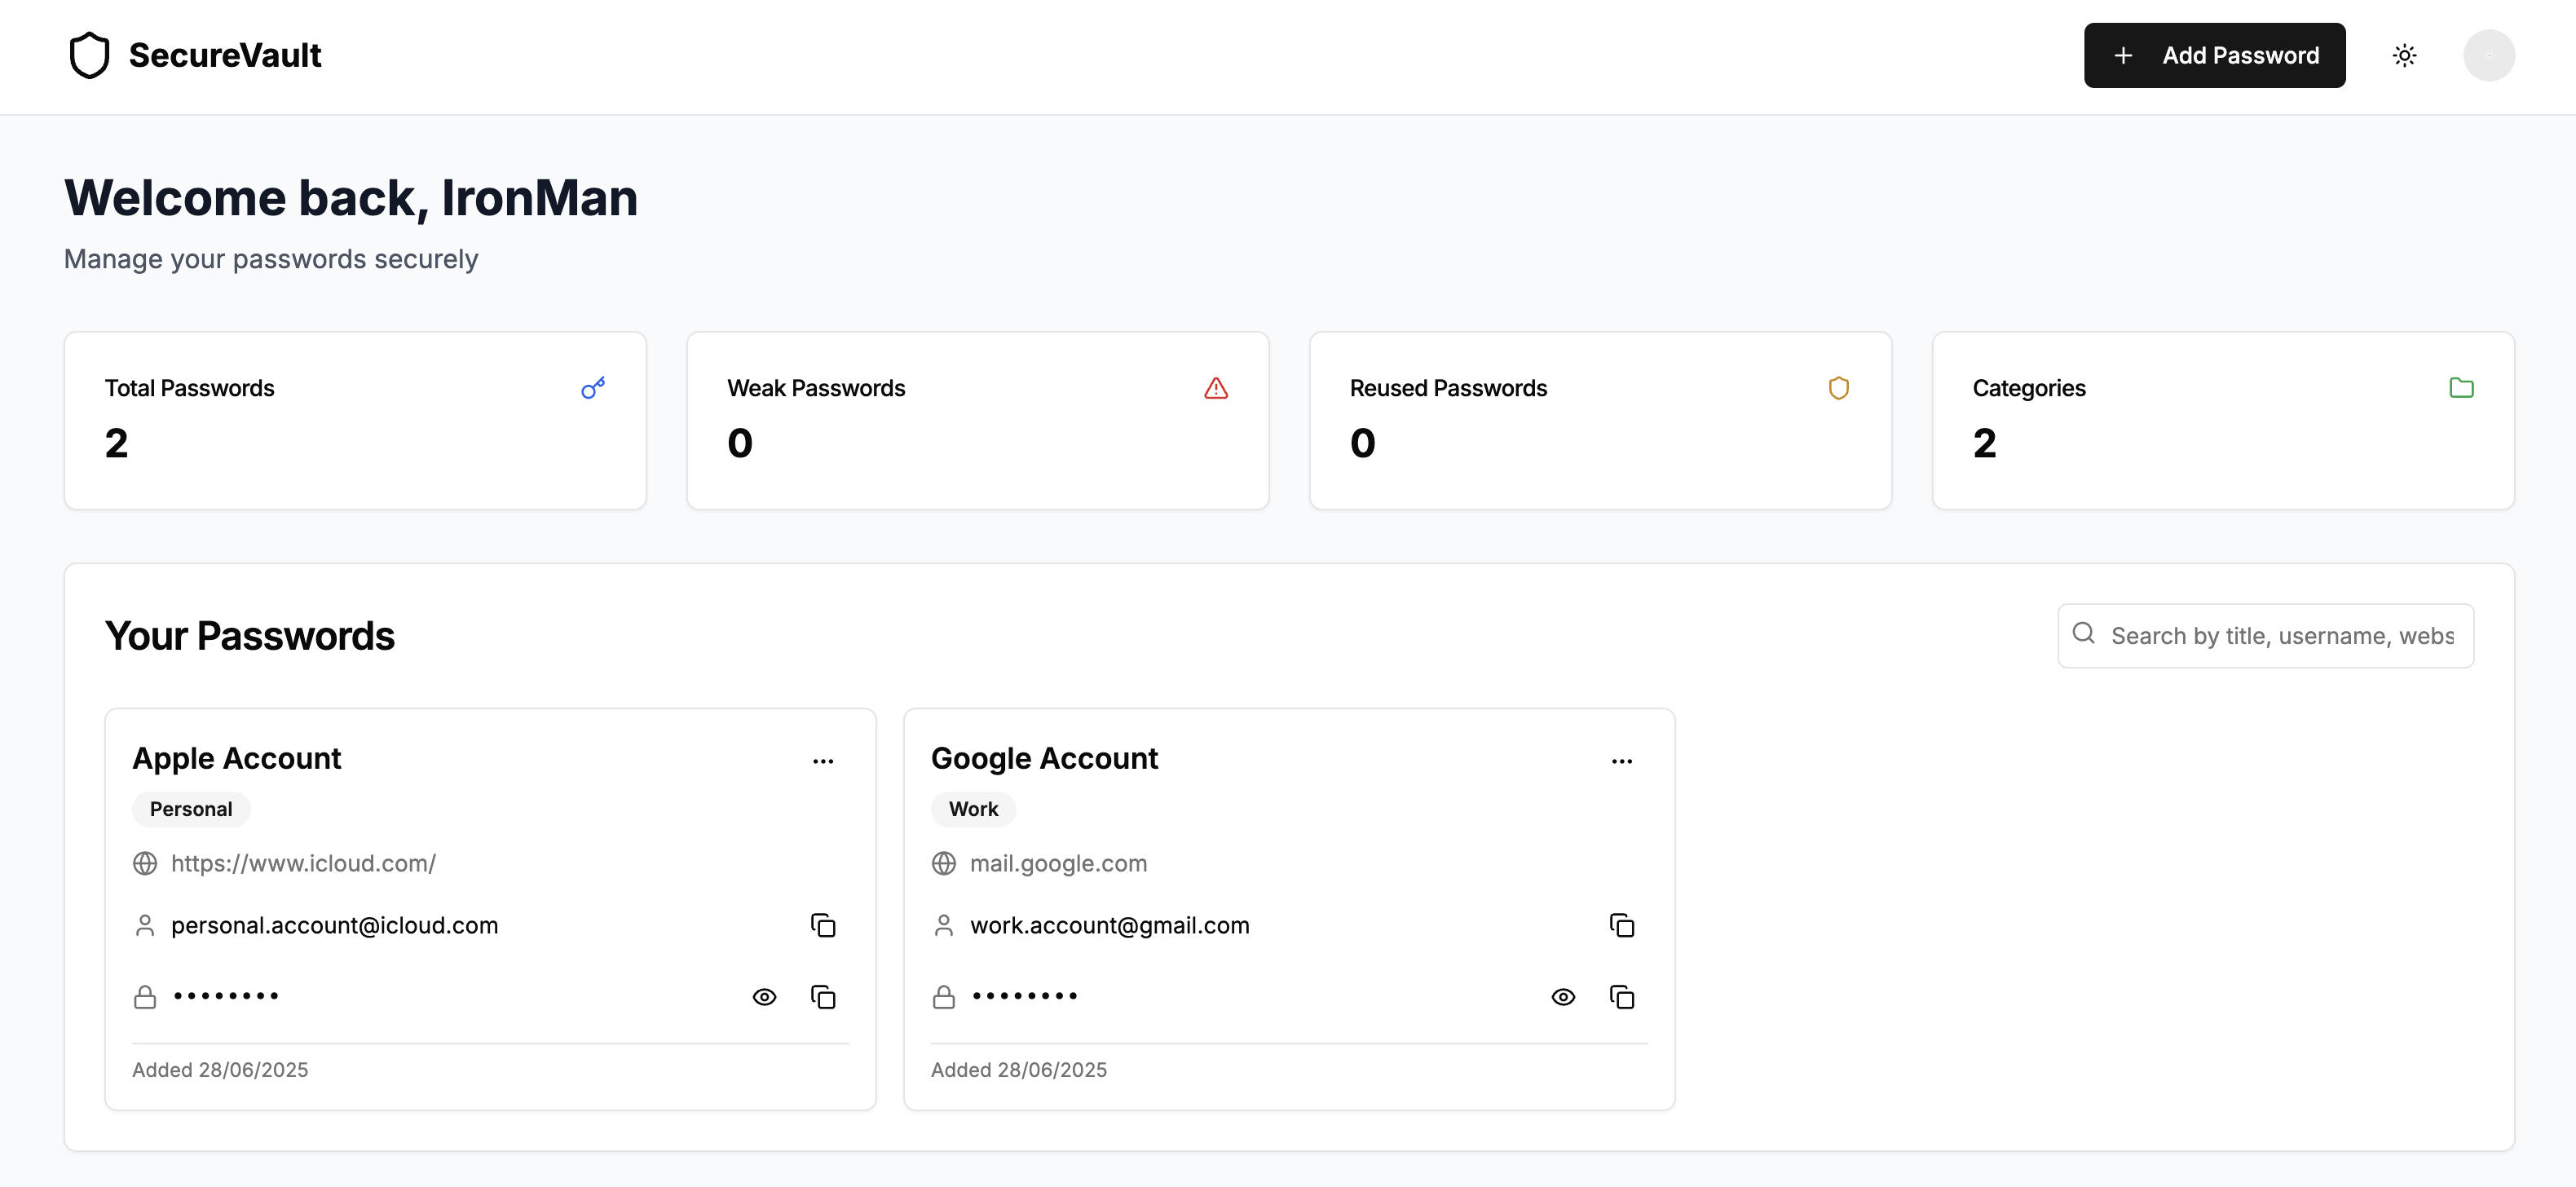 SecureVault
Add Password
Welcome back, IronMan
Manage your passwords securely
Total Passwords
2
Weak Passwords
0
Reused Passwords
0
Categories
2
Your Passwords
Search by title, username, webs
Apple Account
Personal
https://www.icloud.com/
personal.account@icloud.com
••••••••
Added 28/06/2025
Google Account
Work
mail.google.com
work.account@gmail.com
••••••••
Added 28/06/2025